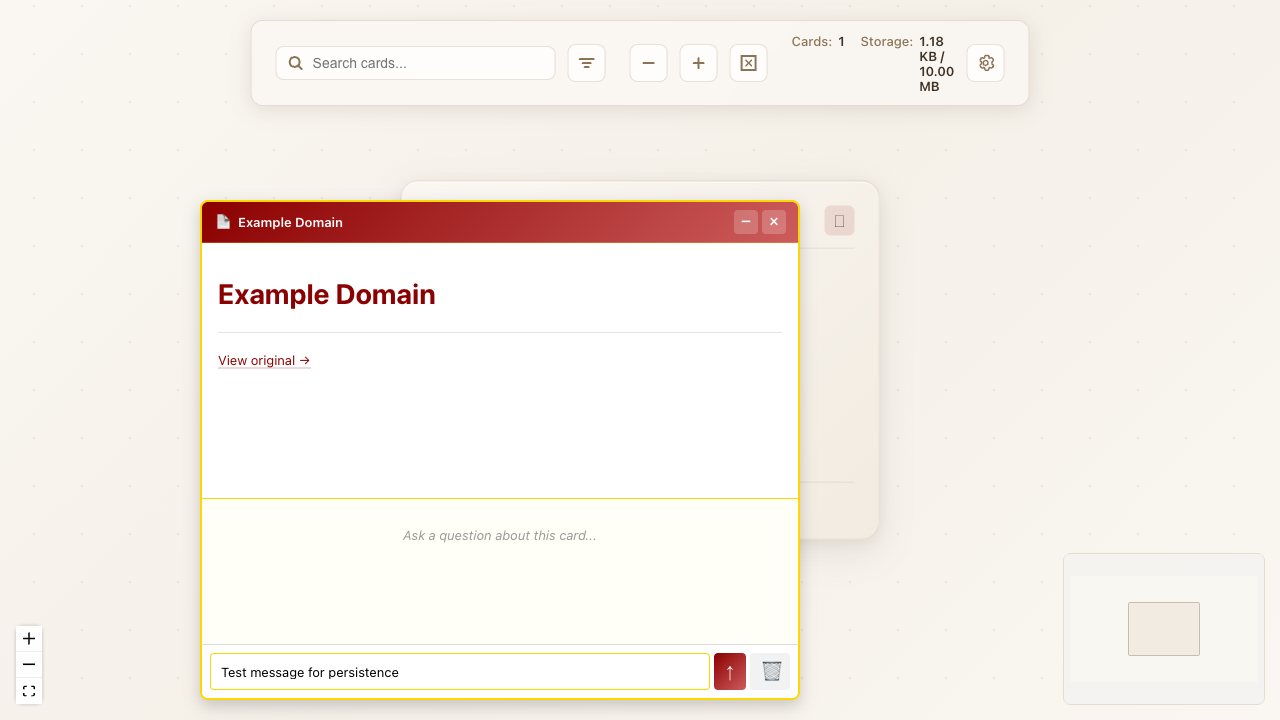 Search cards...
Cards: 1
Storage: 1.18
KB /
10.00
MB
Example Domain
Example Domain
View original →
Ask a question about this card...
Test message for persistence